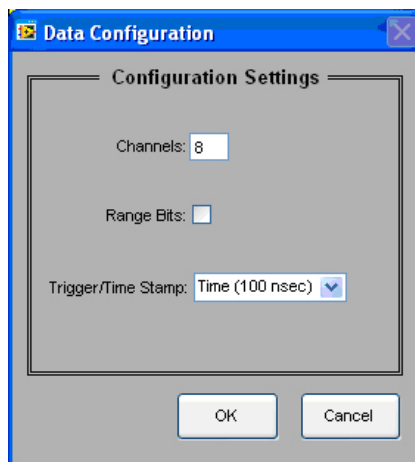 Data Configuration
Configuration Settings
Channels: 8
Range Bits:
Trigger/Time Stamp: Time (100 nsec)
OK Cancel